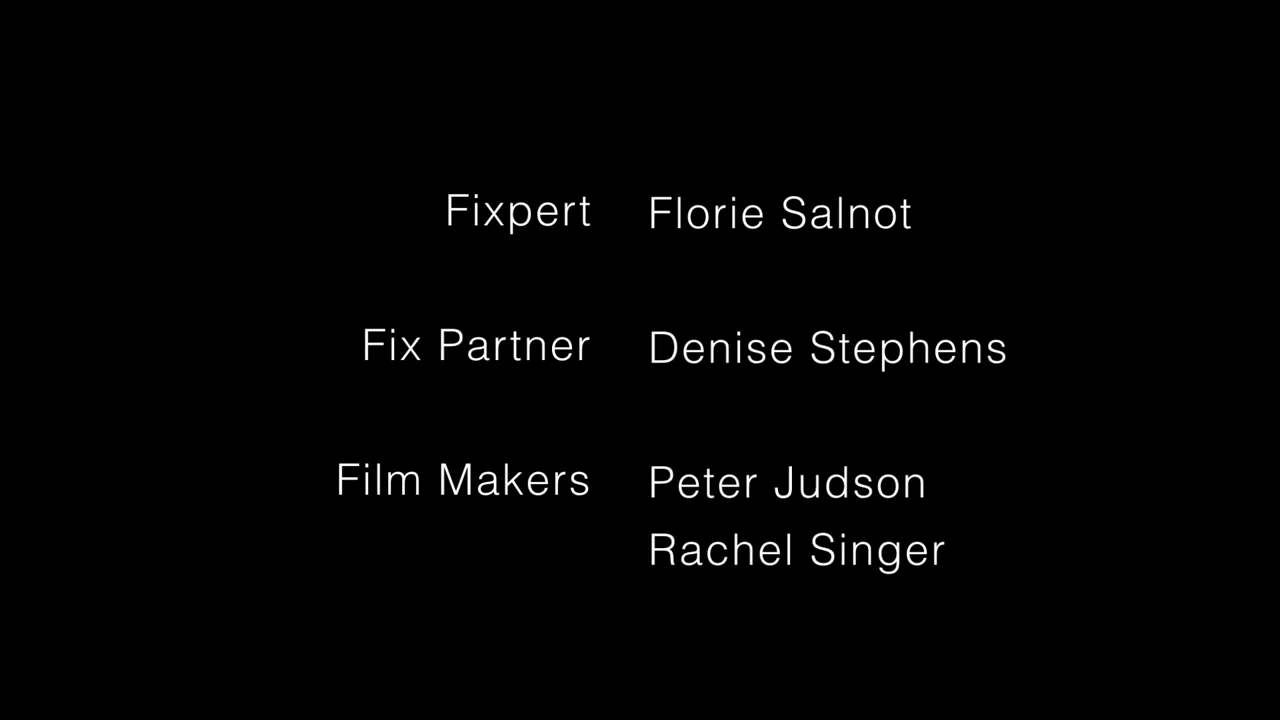 Fixpert Florie Salnot
Fix Partner Denise Stephens
Film Makers Peter Judson
Rachel Singer